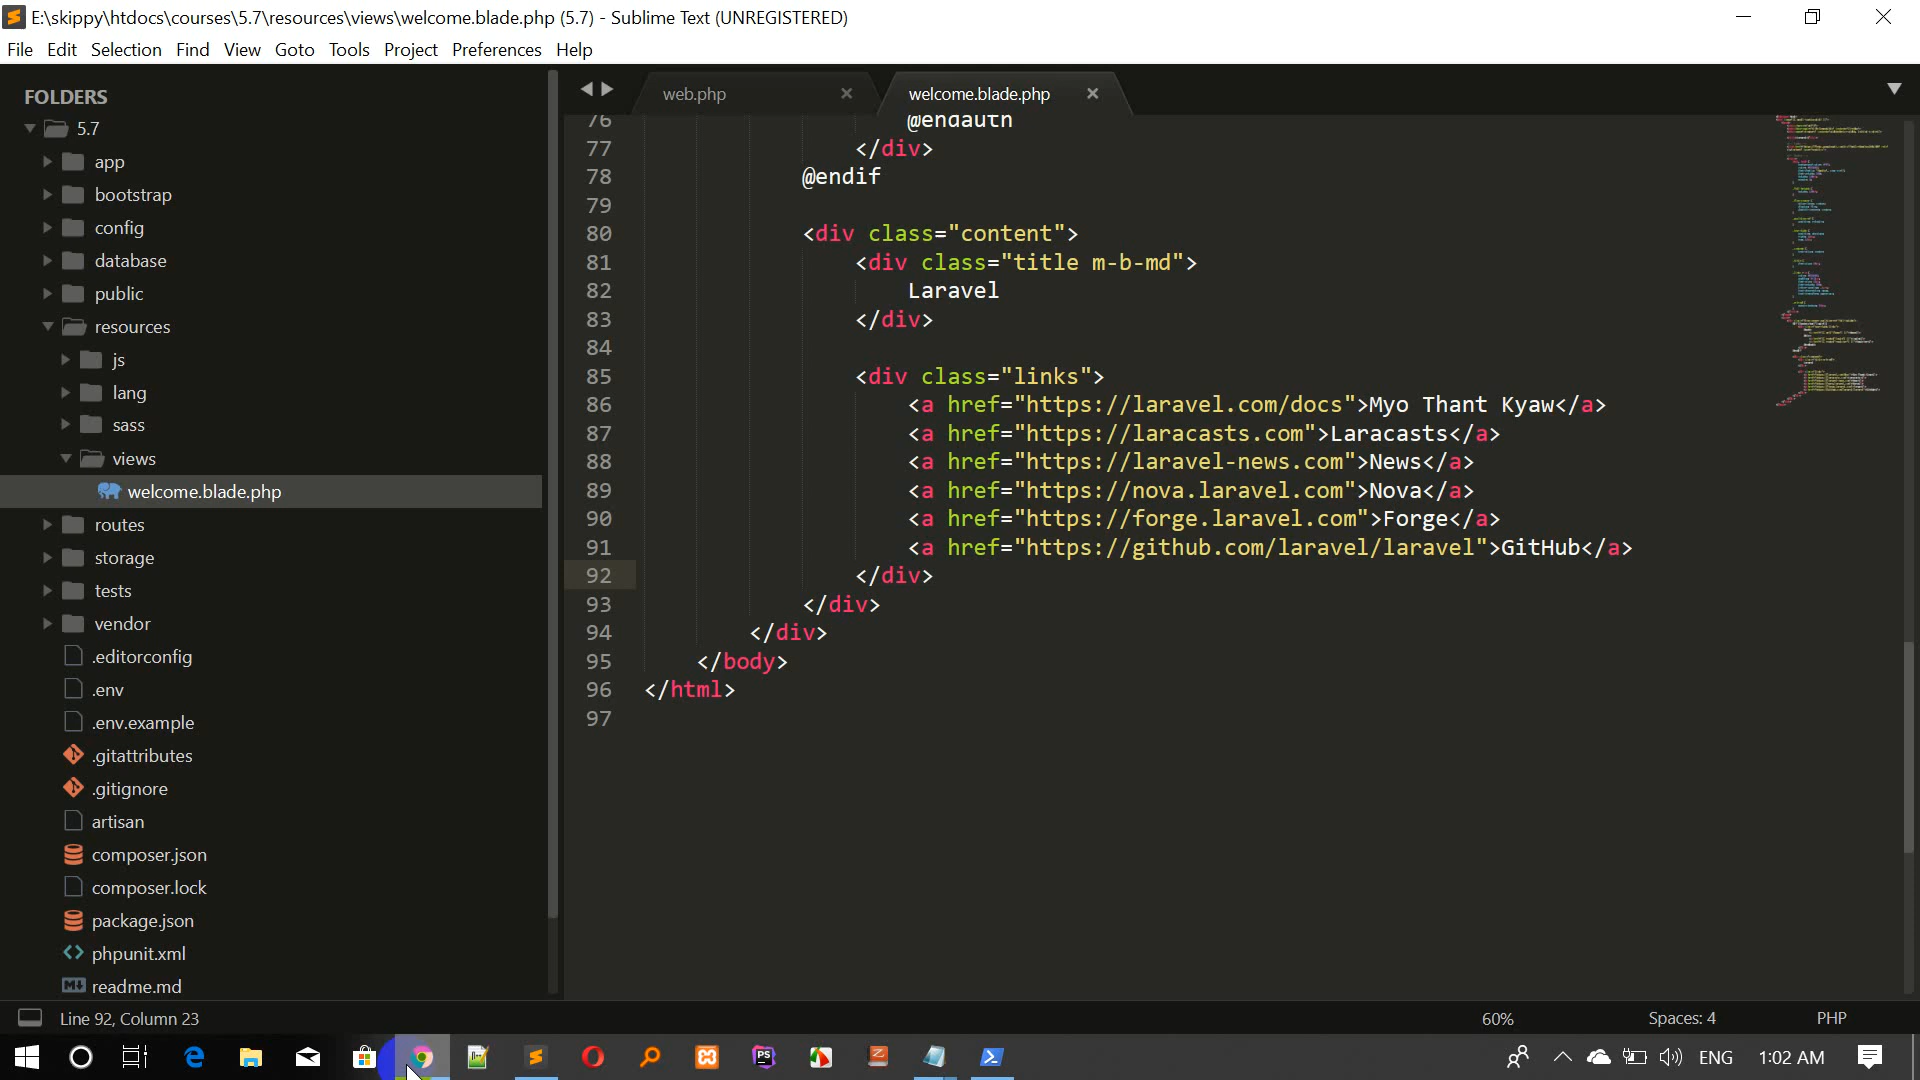 E:\skippy\htdocs\courses\5.7\resources\views\welcome.blade.php (5.7) - Sublime Text (UNREGISTERED)
File Edit Selection Find View Goto Tools Project Preferences Help
FOLDERS
5.7
app
bootstrap
config
database
public
resources
js
lang
sass
views
welcome.blade.php
routes
storage
tests
vendor
.editorconfig
.env
.env.example
.gitattributes
.gitignore
artisan
composer.json
composer.lock
package.json
phpunit.xml
readme.md
web.php
welcome.blade.php
76 @endauth
77 </div>
78 @endif
79
80 <div class="content">
81 <div class="title m-b-md">
82 Laravel
83 </div>
84
85 <div class="links">
86 <a href="https://laravel.com/docs">Myo Thant Kyaw</a>
87 <a href="https://laracasts.com">Laracasts</a>
88 <a href="https://laravel-news.com">News</a>
89 <a href="https://nova.laravel.com">Nova</a>
90 <a href="https://forge.laravel.com">Forge</a>
91 <a href="https://github.com/laravel/laravel">GitHub</a>
92 </div>
93 </div>
94 </div>
95 </body>
96 </html>
97
Line 92, Column 23
60%
Spaces: 4
PHP
ENG
1:02 AM